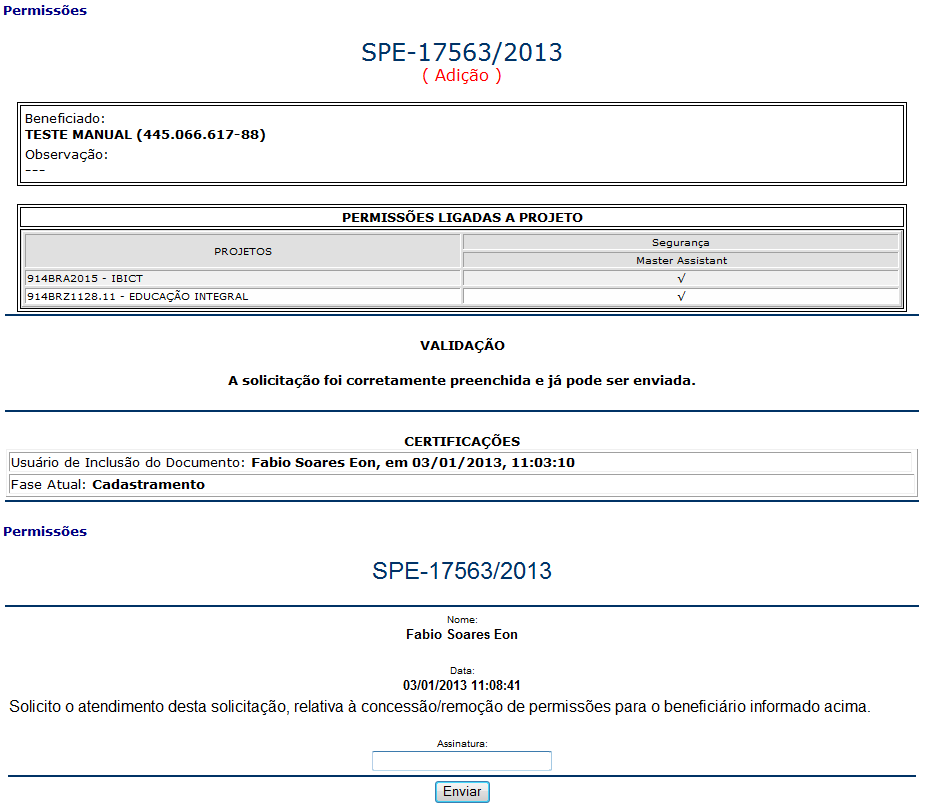 Permissões
SPE-17563/2013
( Adição )
Beneficiado:
TESTE MANUAL (445.066.617-88)
Observação:
---
PERMISSÕES LIGADAS A PROJETO
PROJETOS
Segurança
Master Assistant
914BRA2015 - IBICT √
914BRZ1128.11 - EDUCAÇÃO INTEGRAL √
VALIDAÇÃO
A solicitação foi corretamente preenchida e já pode ser enviada.
CERTIFICAÇÕES
Usuário de Inclusão do Documento: Fabio Soares Eon, em 03/01/2013, 11:03:10
Fase Atual: Cadastramento
Permissões
SPE-17563/2013
Nome:
Fabio Soares Eon
Data:
03/01/2013 11:08:41
Solicito o atendimento desta solicitação, relativa à concessão/remoção de permissões para o beneficiário informado acima.
Assinatura:
Enviar